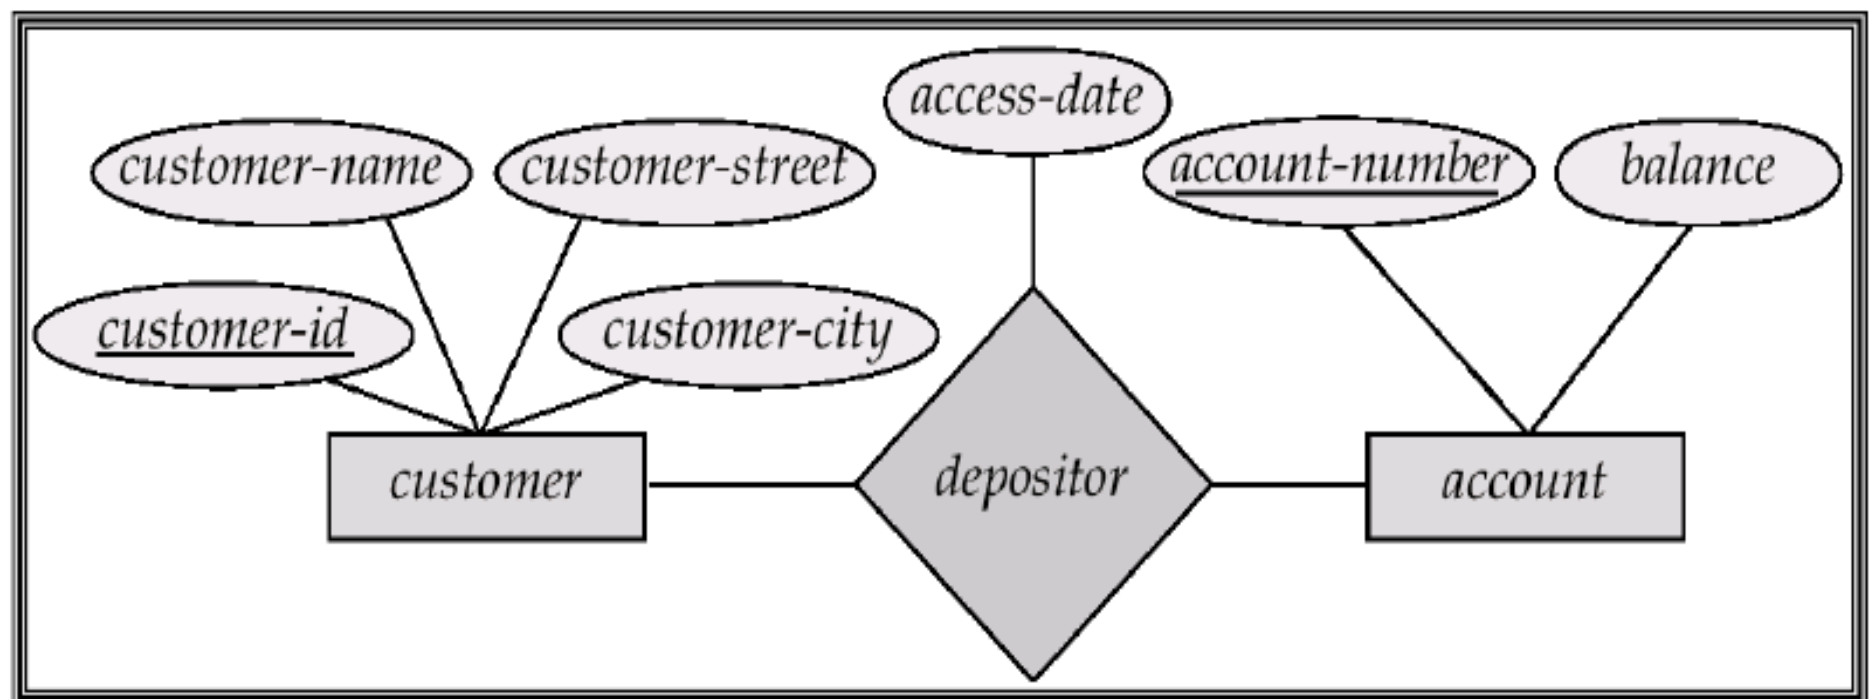 access-date
customer-name
customer-street
account-number
balance
customer-id
customer-city
customer
depositor
account